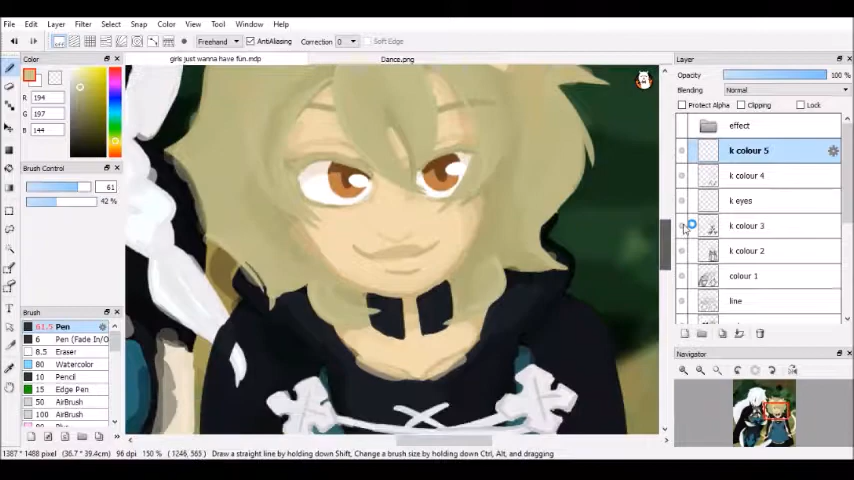 File Edit Layer Filter Select Snap Color View Tool Window Help
Freehand AntiAliasing Correction 0 Soft Edge
Color
girls just wanna have fun.mdp Dance.png
Layer
Opacity 100 %
Blending Normal
Protect Alpha Clipping Lock
R 194
G 197
B 144
effect
k colour 5
k colour 4
k eyes
k colour 3
k colour 2
colour 1
line
Brush Control
61
42 %
Brush
61.5 Pen
6 Pen (Fade In/O
8.5 Eraser
80 Watercolor
10 Pencil
15 Edge Pen
50 AirBrush
100 AirBrush
Navigator
1387 * 1488 pixel (36.7 * 39.4cm) 96 dpi 150 % (1246, 565) Draw a straight line by holding down Shift, Change a brush size by holding down Ctrl, Alt, and dragging